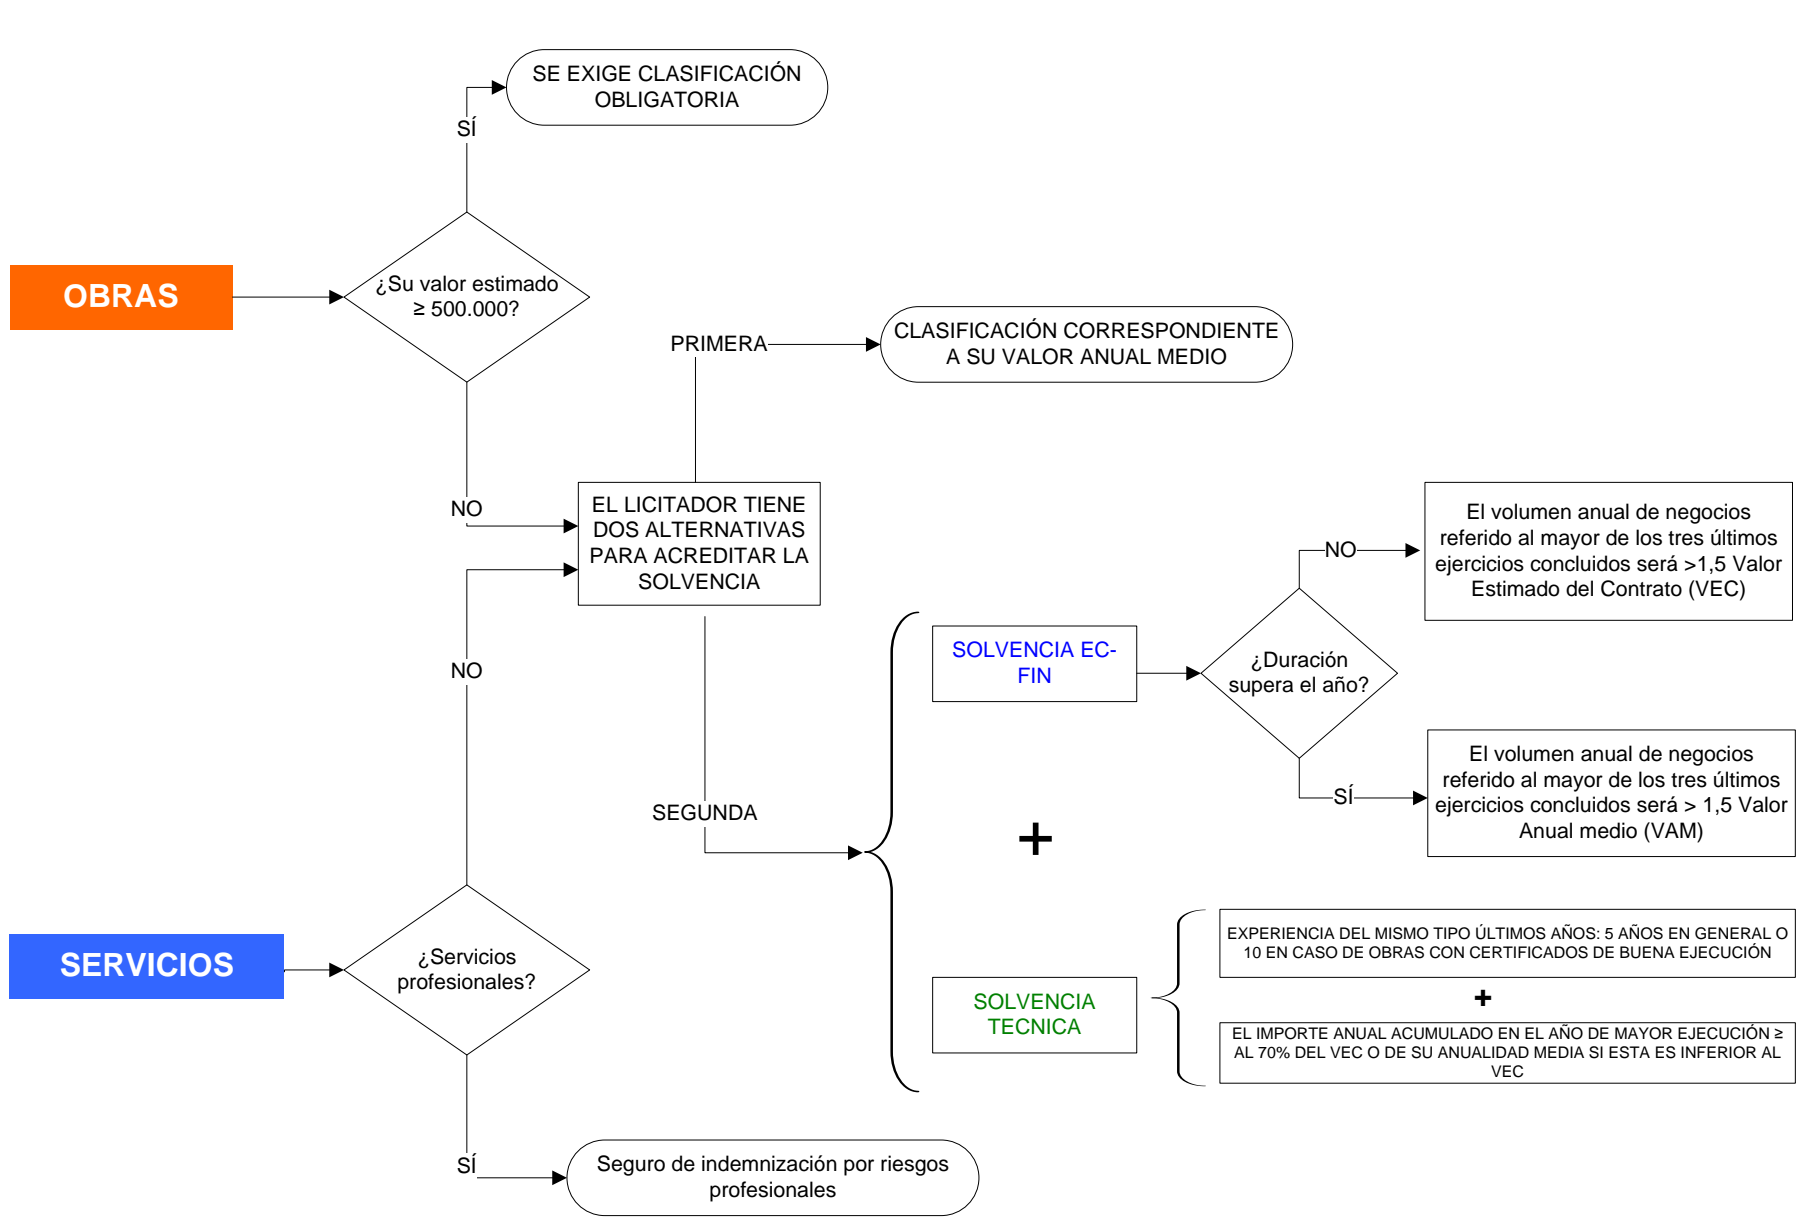 SE EXIGE CLASIFICACIÓN
OBLIGATORIA
SÍ
OBRAS
¿Su valor estimado
≥ 500.000?
PRIMERA
CLASIFICACIÓN CORRESPONDIENTE
A SU VALOR ANUAL MEDIO
NO
EL LICITADOR TIENE
DOS ALTERNATIVAS
PARA ACREDITAR LA
SOLVENCIA
NO
El volumen anual de negocios
referido al mayor de los tres últimos
ejercicios concluidos será >1,5 Valor
Estimado del Contrato (VEC)
NO
SOLVENCIA EC-
FIN
¿Duración
supera el año?
SEGUNDA
+
SÍ
El volumen anual de negocios
referido al mayor de los tres últimos
ejercicios concluidos será > 1,5 Valor
Anual medio (VAM)
SERVICIOS
¿Servicios
profesionales?
SOLVENCIA
TECNICA
EXPERIENCIA DEL MISMO TIPO ÚLTIMOS AÑOS: 5 AÑOS EN GENERAL O
10 EN CASO DE OBRAS CON CERTIFICADOS DE BUENA EJECUCIÓN
+
EL IMPORTE ANUAL ACUMULADO EN EL AÑO DE MAYOR EJECUCIÓN ≥
AL 70% DEL VEC O DE SU ANUALIDAD MEDIA SI ESTA ES INFERIOR AL
VEC
SÍ
Seguro de indemnización por riesgos
profesionales